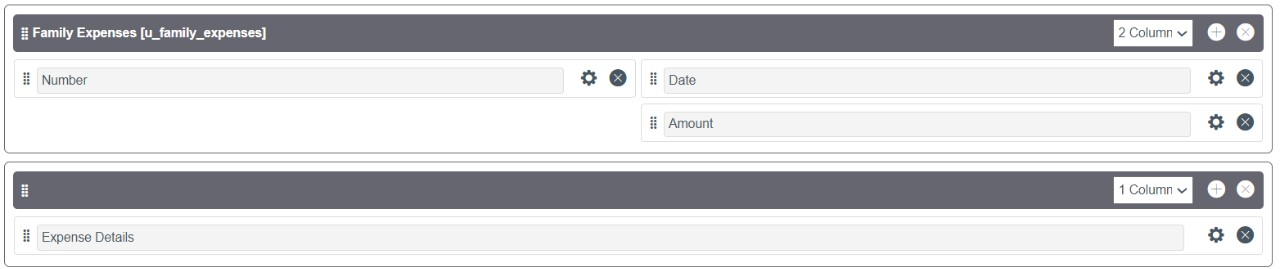 Family Expenses [u_family_expenses]
2 Column
Number
Date
Amount
1 Column
Expense Details